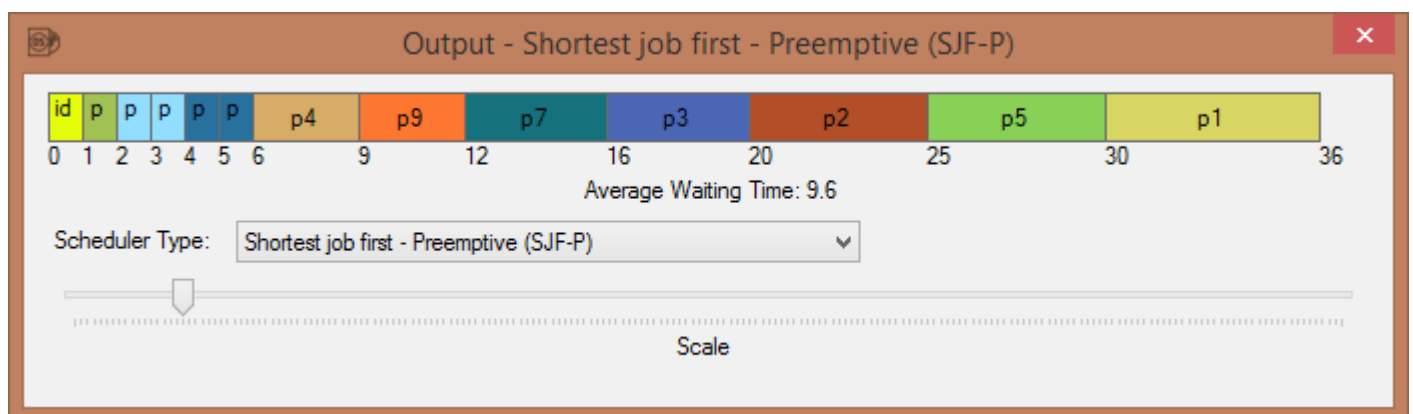 Output - Shortest job first - Preemptive (SJF-P)
id p p p p p p4 p9 p7 p3 p2 p5 p1
0 1 2 3 4 5 6 9 12 16 20 25 30 36
Average Waiting Time: 9.6
Scheduler Type: Shortest job first - Preemptive (SJF-P)
Scale